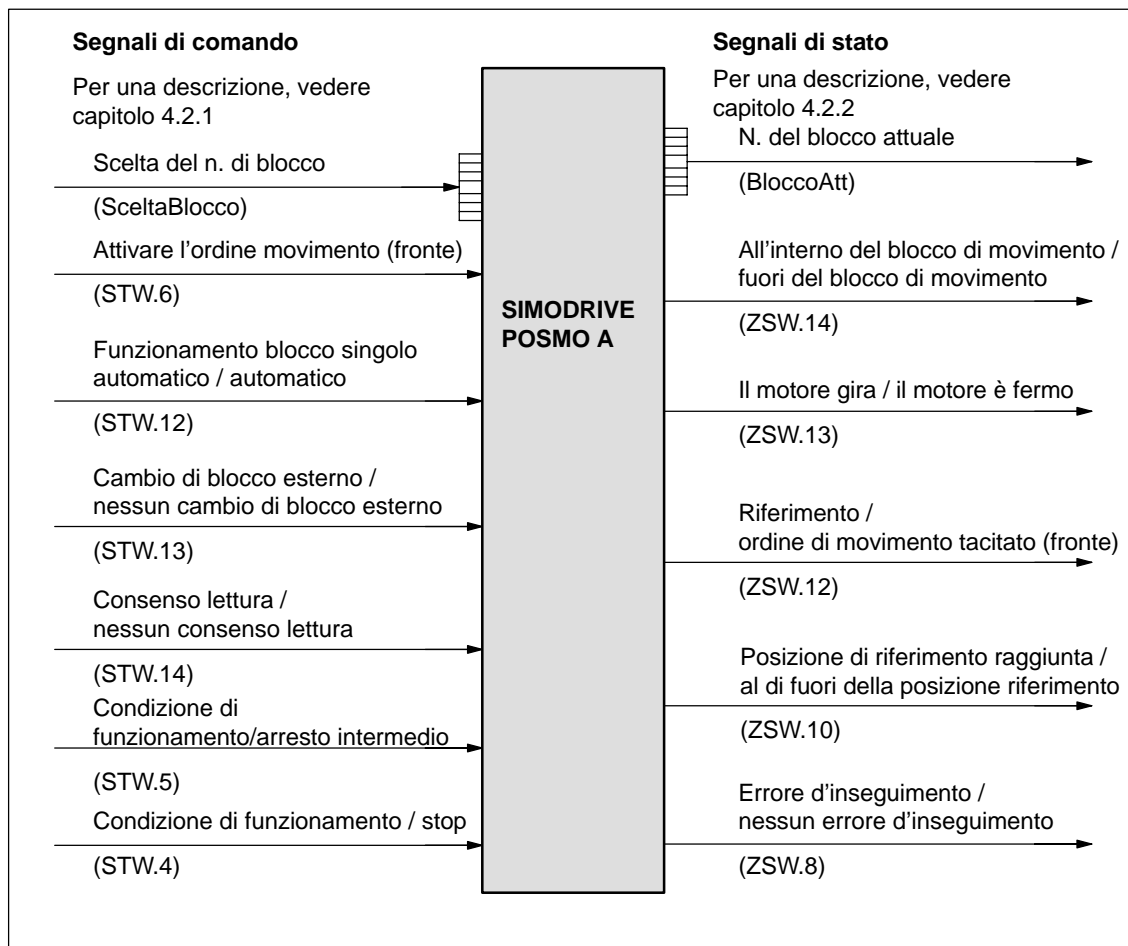 Segnali di comando
Per una descrizione, vedere
capitolo 4.2.1
Scelta del n. di blocco
(SceltaBlocco)
Attivare l'ordine movimento (fronte)
(STW.6)
Funzionamento blocco singolo
automatico / automatico
(STW.12)
Cambio di blocco esterno /
nessun cambio di blocco esterno
(STW.13)
Consenso lettura /
nessun consenso lettura
(STW.14)
Condizione di
funzionamento/arresto intermedio
(STW.5)
Condizione di funzionamento / stop
(STW.4)
SIMODRIVE
POSMO A
Segnali di stato
Per una descrizione, vedere
capitolo 4.2.2
N. del blocco attuale
(BloccoAtt)
All'interno del blocco di movimento /
fuori del blocco di movimento
(ZSW.14)
Il motore gira / il motore è fermo
(ZSW.13)
Riferimento /
ordine di movimento tacitato (fronte)
(ZSW.12)
Posizione di riferimento raggiunta /
al di fuori della posizione riferimento
(ZSW.10)
Errore d'inseguimento /
nessun errore d'inseguimento
(ZSW.8)